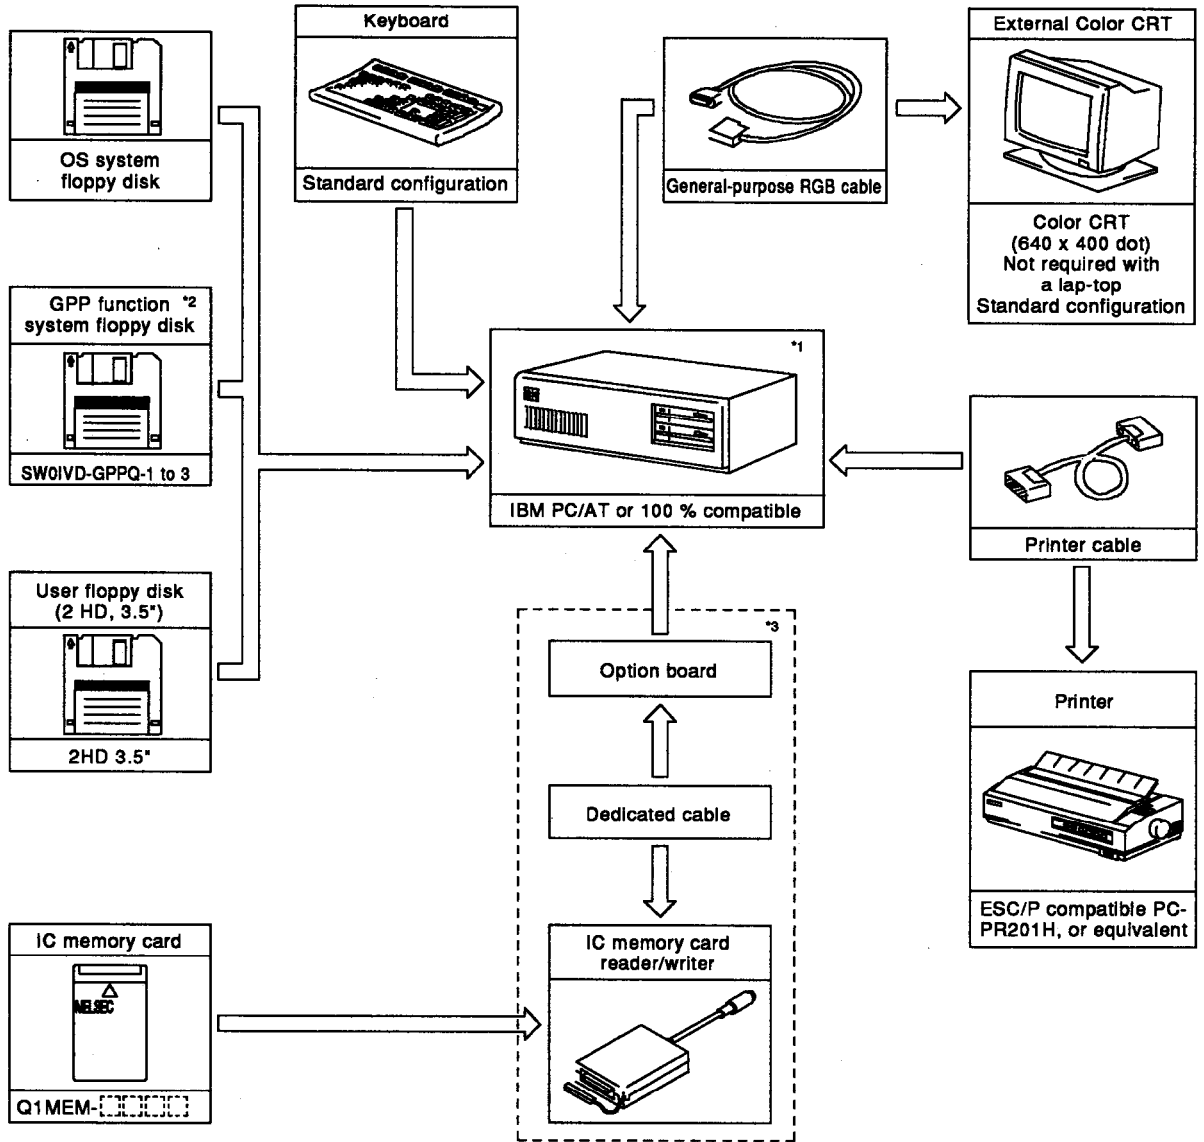 Keyboard
Standard configuration
General-purpose RGB cable
External Color CRT
Color CRT
(640 x 400 dot)
Not required with
a lap-top
Standard configuration
OS system
floppy disk
GPP function *2
system floppy disk
SW0IVD-GPPQ-1 to 3
User floppy disk
(2 HD, 3.5")
2HD 3.5"
*1
IBM PC/AT or 100 % compatible
Printer cable
Printer
ESC/P compatible PC-
PR201H, or equivalent
*3
Option board
Dedicated cable
IC memory card
reader/writer
IC memory card
MELSEC
Q1MEM-